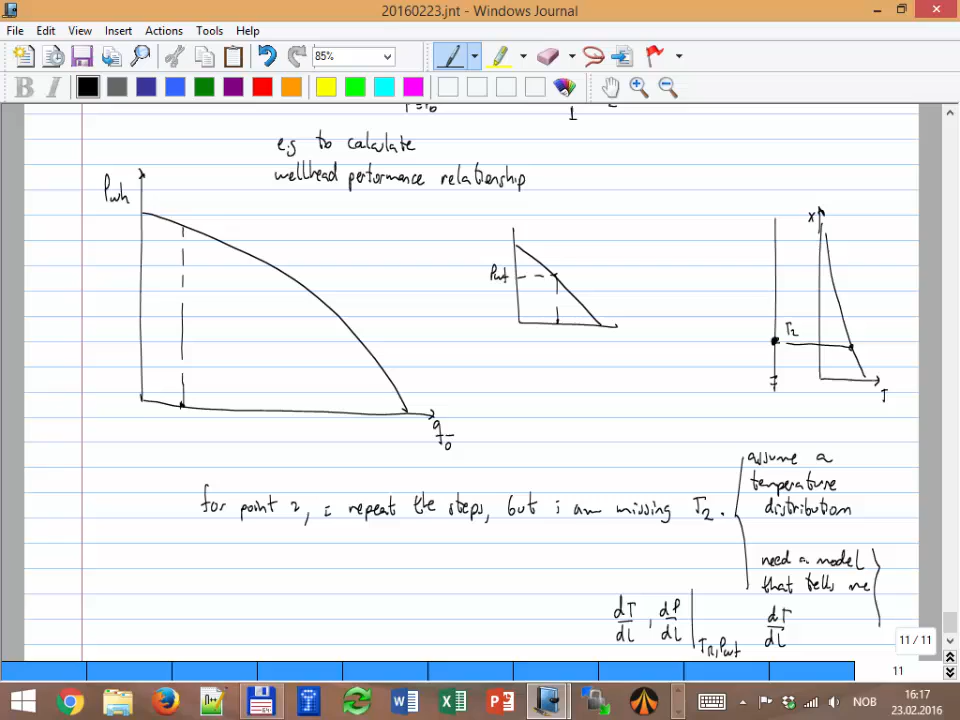 20160223.jnt - Windows Journal
File Edit View Insert Actions Tools Help
85%
B I
1
e.g to calculate
wellhead performance relationship
Pwh
q o
Pwf
X
T2
T
for point 2, i repeat the steps, but i am missing T2.
assume a
temperature
distribution
need a model
that tells me
dT/dL , dP/dL | TR, Pwf
dT/dL
11 / 11
11
NOB
16:17
23.02.2016